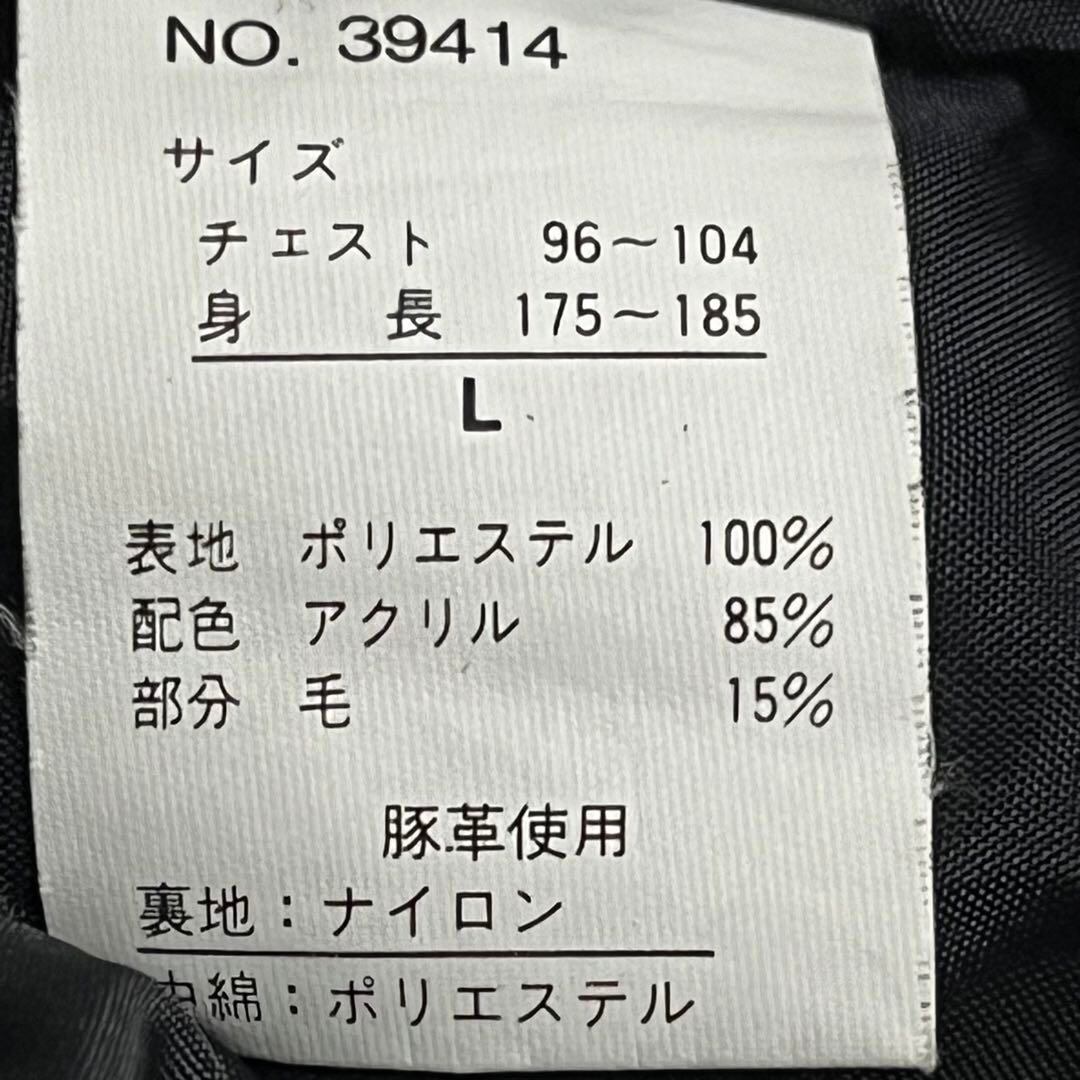 NO. 39414
サイズ
チェスト 96～104
身長 175～185
L
表地 ポリエステル 100%
配色 アクリル 85%
部分 毛 15%
豚革使用
裏地：ナイロン
中綿：ポリエステル